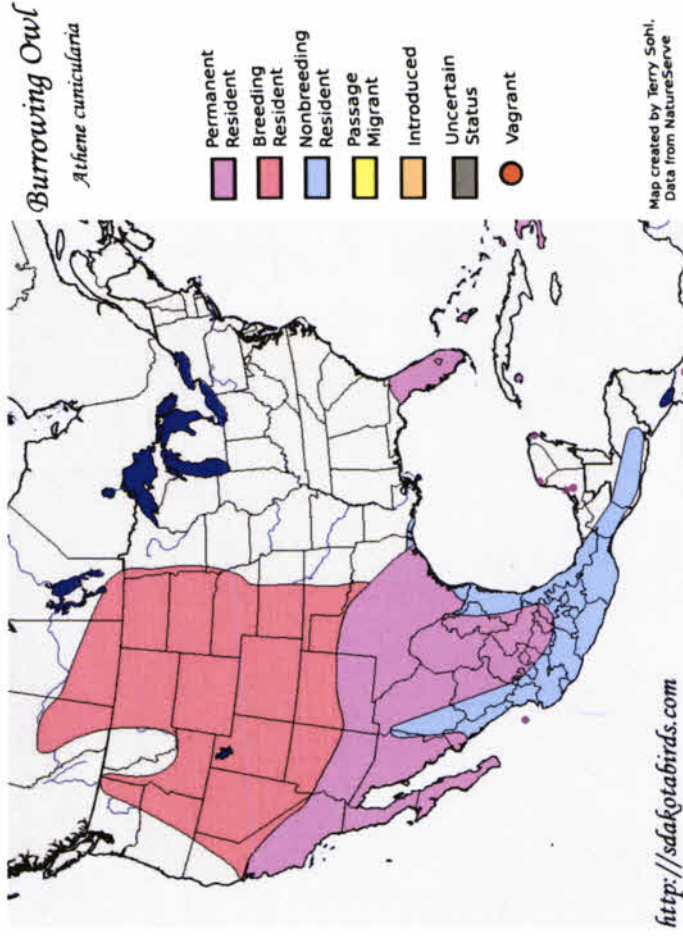 Burrowing Owl
Athene cunicularia
Permanent
Resident
Breeding
Resident
Nonbreeding
Resident
Passage
Migrant
Introduced
Uncertain
Status
Vagrant
http://sdakotabirds.com
Map created by Terry Sohl,
Data from NatureServe